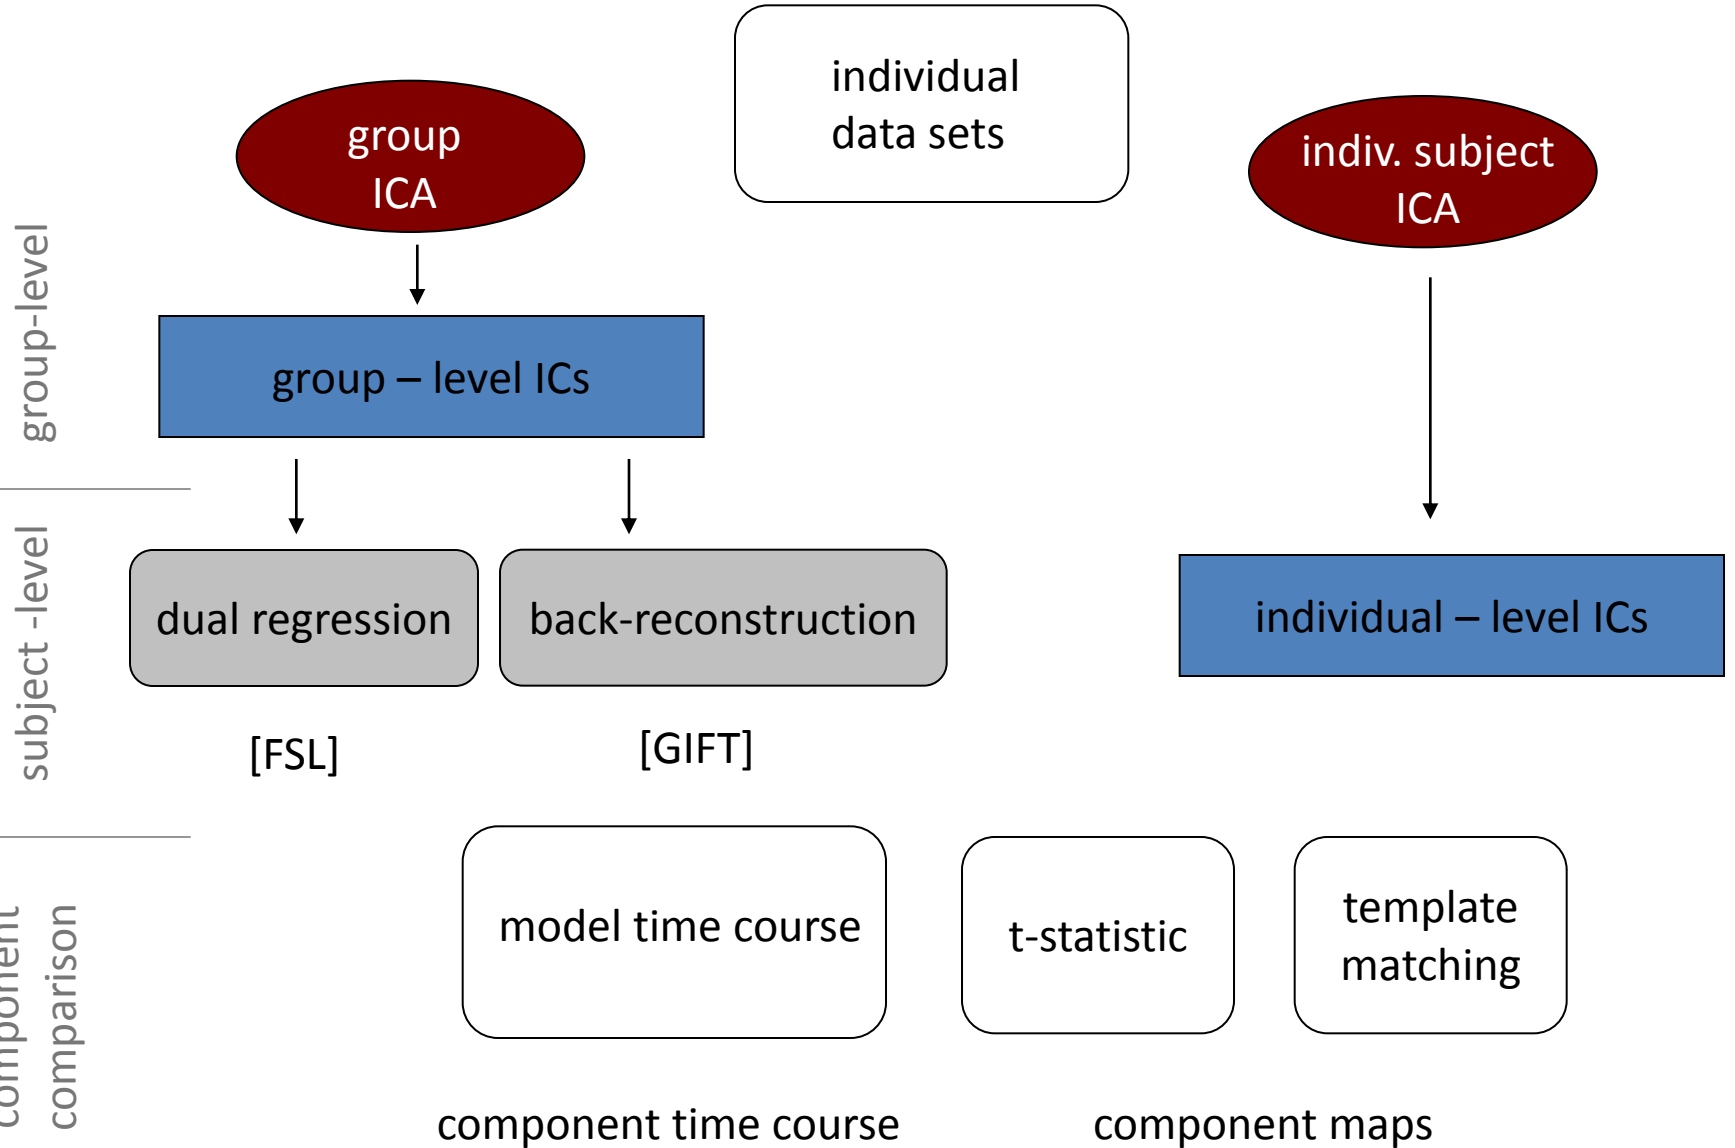 individual
data sets
group
ICA
indiv. subject
ICA
group-level
group – level ICs
subject -level
dual regression
back-reconstruction
individual – level ICs
[FSL]
[GIFT]
component
comparison
model time course
t-statistic
template
matching
component time course
component maps